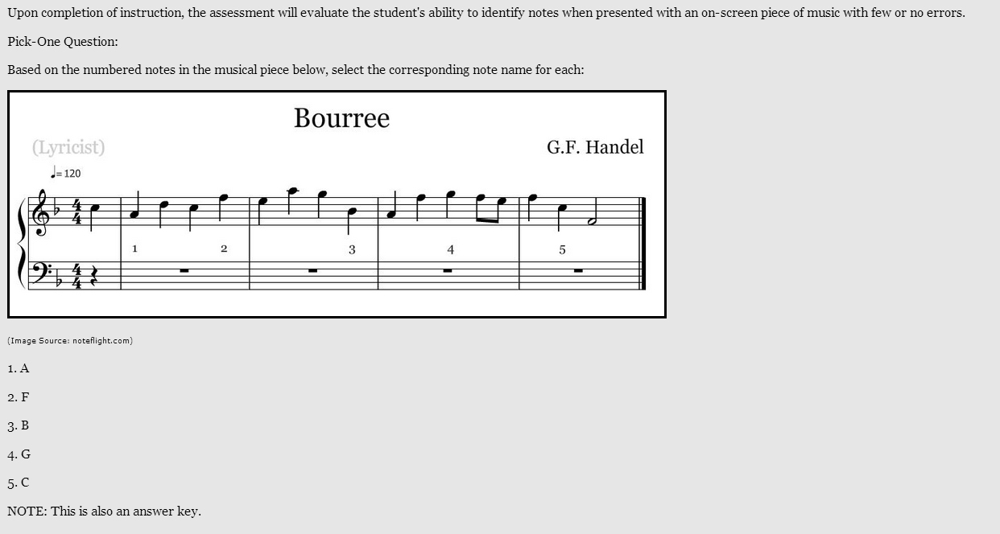 Upon completion of instruction, the assessment will evaluate the student's ability to identify notes when presented with an on-screen piece of music with few or no errors.
Pick-One Question:
Based on the numbered notes in the musical piece below, select the corresponding note name for each:
Bourree
(Lyricist)
G.F. Handel
♩= 120
4
4
1 2 3 4 5
4
4
(Image Source: noteflight.com)
1. A
2. F
3. B
4. G
5. C
NOTE: This is also an answer key.